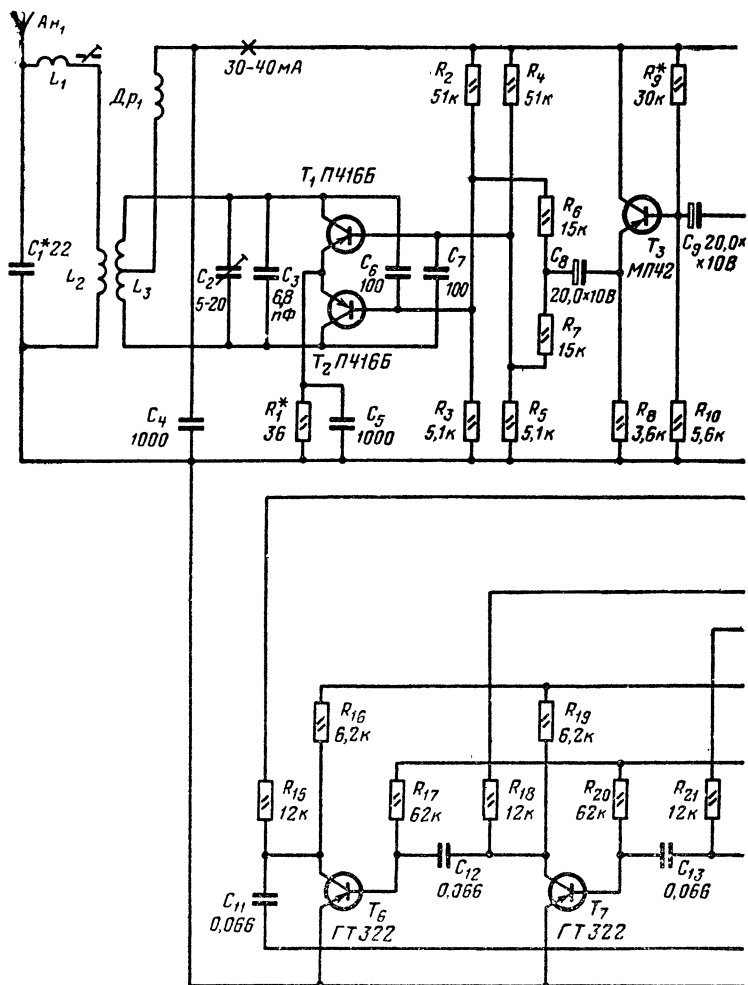 Ан₁
L₁
Др₁
30-40мА
R₂
51к
R₄
51к
R₉*
30к
T₁ П416Б
R₆
15к
C₁*22
L₂
L₃
C₂
5-20
C₃
6,8
пФ
C₆
100
C₇
100
C₈
20,0×10В
T₃
МП42
C₉ 20,0×
×10В
R₇
15к
T₂ П416Б
C₄
1000
R₁*
36
C₅
1000
R₃
5,1к
R₅
5,1к
R₈
3,6к
R₁₀
5,6к
R₁₆
6,2к
R₁₉
6,2к
R₁₅
12к
R₁₇
62к
R₁₈
12к
R₂₀
62к
R₂₁
12к
C₁₁
0,066
T₆
ГТ322
C₁₂
0,066
T₇
ГТ322
C₁₃
0,066